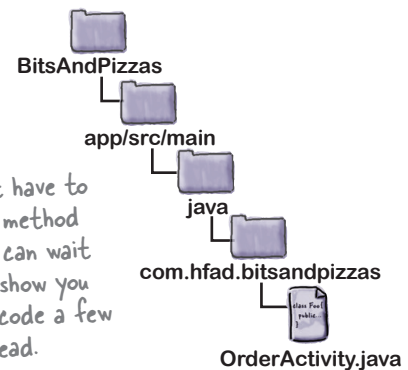 BitsAndPizzas
app/src/main
have to
java
method
can wait
com.hfad.bitsandpizzas
show you
code a few
class Foo{
public...
}
ead.
OrderActivity.java